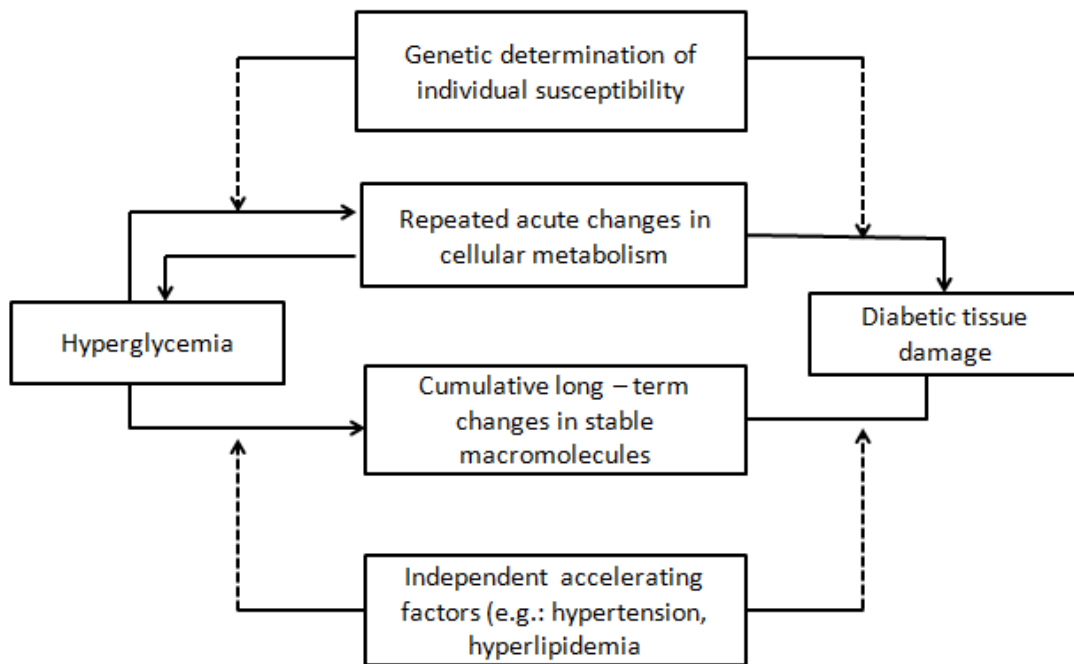 Genetic determination of
individual susceptibility
Repeated acute changes in
cellular metabolism
Hyperglycemia
Diabetic tissue
damage
Cumulative long – term
changes in stable
macromolecules
Independent accelerating
factors (e.g.: hypertension,
hyperlipidemia